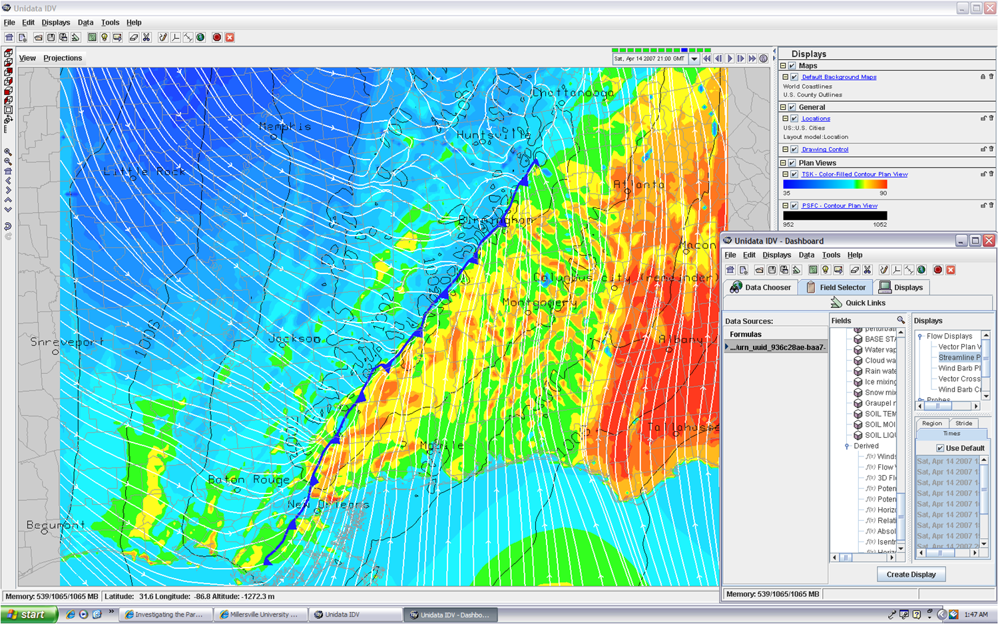 Unidata IDV
File Edit Displays Data Tools Help
View Projections
Sat, Apr 14 2007 21:00 GMT
Chattanooga
Memphis
Huntsville
Little Rock
Atlanta
Birmingham
Macon
Columbus city (remainder)
Montgomery
Shreveport
1006
Jackson
Albany
Tallahasse
Mobile
Baton Rouge
New Orleans
Beaumont
Displays
Maps
Default Background Maps
World Coastlines
U.S. County Outlines
General
Locations
US::U.S. Cities
Layout model:Location
Drawing Control
Plan Views
TSK - Color-Filled Contour Plan View
35 90
PSFC - Contour Plan View
952 1052
Unidata IDV - Dashboard
File Edit Displays Data Tools Help
Data Chooser Field Selector Displays
Quick Links
Data Sources:
Formulas
.../urn_uuid_936c28ae-baa7-
Fields
perturbat
BASE STA
Water vap
Cloud wa
Rain wate
Ice mixing
Snow mix
Graupel r
SOIL TEM
SOIL MOI
SOIL LIQU
Derived
f(x) Winds
f(x) Flow V
f(x) 3D Fl
f(x) Poten
f(x) Poten
f(x) Horizo
f(x) Relati
f(x) Absol
f(x) Isentr
f(x) Horiz
Displays
Flow Displays
Vector Plan V
Streamline P
Wind Barb Pl
Vector Cross
Wind Barb Cr
Probes
Region Stride
Times
Use Default
Sat, Apr 14 2007 1
Sat, Apr 14 2007 1
Sat, Apr 14 2007 1
Sat, Apr 14 2007 1
Sat, Apr 14 2007 1
Sat, Apr 14 2007 1
Sat, Apr 14 2007 1
Sat, Apr 14 2007 1
Sat, Apr 14 2007 2
Create Display
Memory: 539/1065/1065 MB
Memory: 539/1065/1065 MB Latitude: 31.6 Longitude: -86.8 Altitude: -1272.3 m
start
Investigating the Par...
Millersville University ...
Unidata IDV
Unidata IDV - Dashbo...
1:47 AM